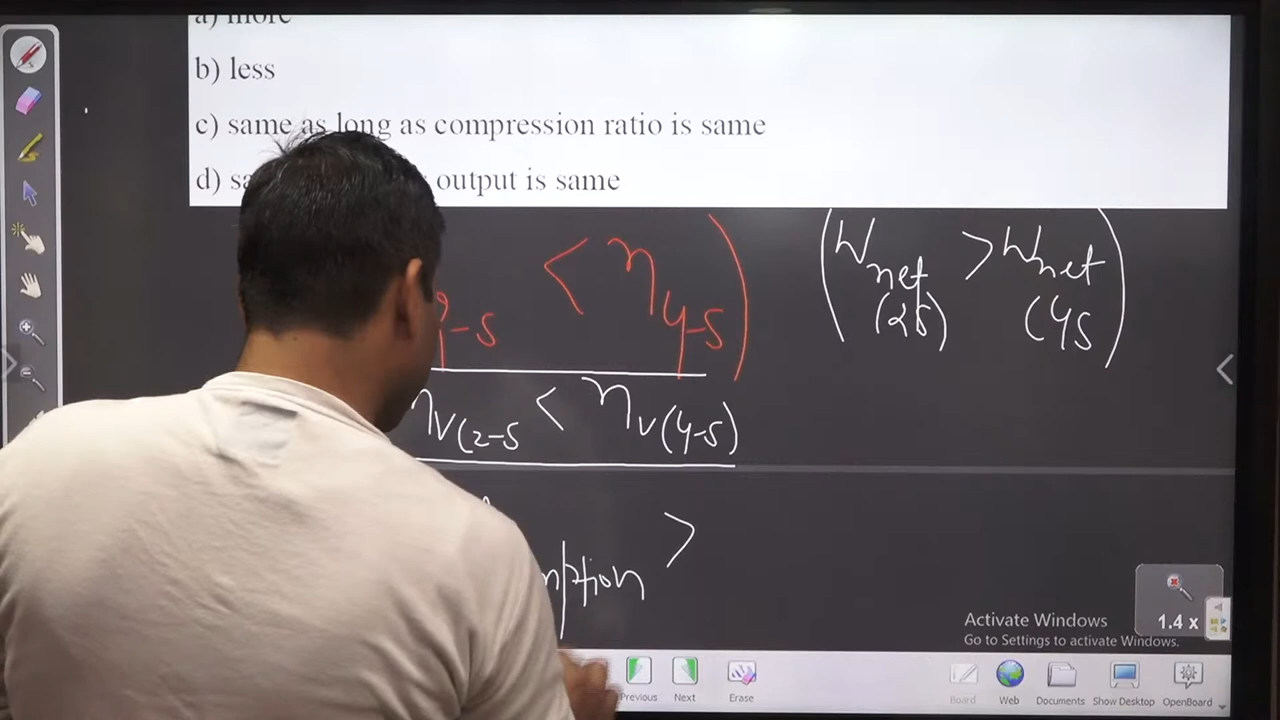 a) more
b) less
c) same as long as compression ratio is same
d) output is same
< η4-S)
(Wnet > Wnet
(2S) (4S)
ηv(2-S < ηv(4-S)
>
Activate Windows
Go to Settings to activate Windows.
1.4 x
Previous Next Erase Board Web Documents Show Desktop OpenBoard